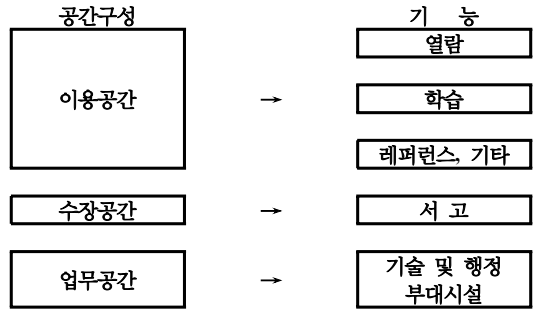 공간구성 기 능
열람
이용공간 → 학습
레퍼런스, 기타
수장공간 → 서 고
업무공간 → 기술 및 행정
부대시설